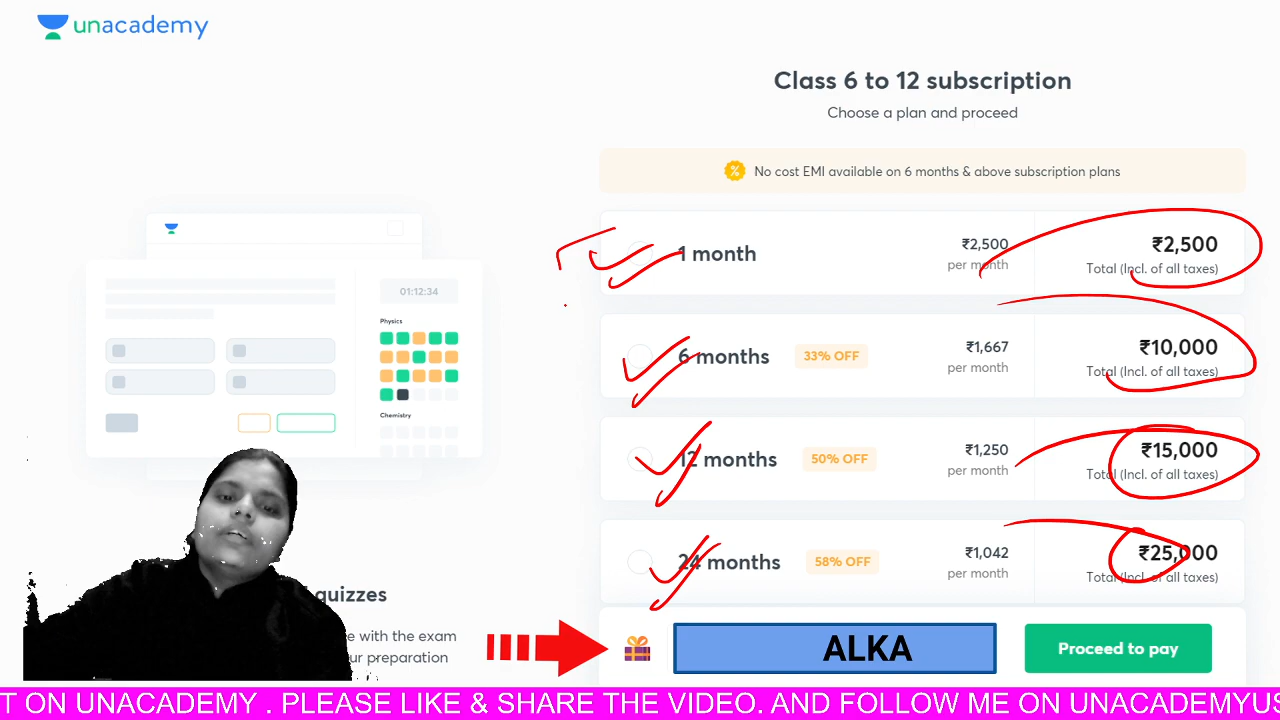 unacademy
Class 6 to 12 subscription
Choose a plan and proceed
No cost EMI available on 6 months & above subscription plans
1 month
₹2,500
per month
₹2,500
Total (Incl. of all taxes)
6 months
33% OFF
₹1,667
per month
₹10,000
Total (Incl. of all taxes)
12 months
50% OFF
₹1,250
per month
₹15,000
Total (Incl. of all taxes)
24 months
58% OFF
₹1,042
per month
₹25,000
Total (Incl. of all taxes)
01:12:34
Physics
Chemistry
quizzes
with the exam
preparation
ALKA
Proceed to pay
T ON UNACADEMY . PLEASE LIKE & SHARE THE VIDEO. AND FOLLOW ME ON UNACADEMYUS